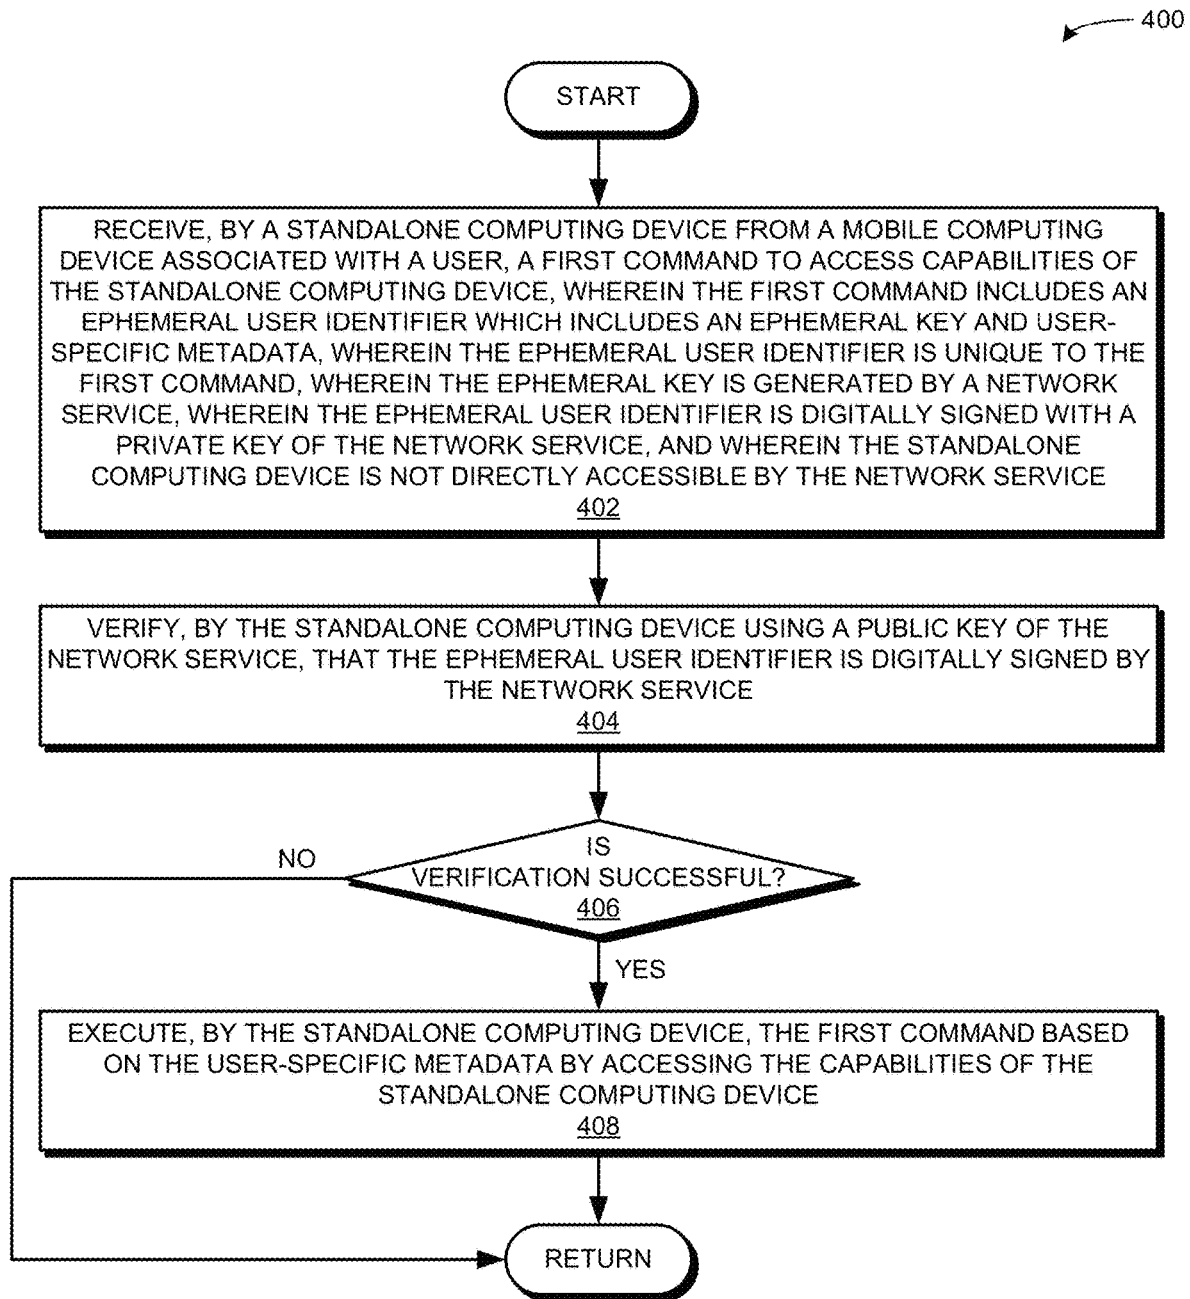 400
START
RECEIVE, BY A STANDALONE COMPUTING DEVICE FROM A MOBILE COMPUTING
DEVICE ASSOCIATED WITH A USER, A FIRST COMMAND TO ACCESS CAPABILITIES OF
THE STANDALONE COMPUTING DEVICE, WHEREIN THE FIRST COMMAND INCLUDES AN
EPHEMERAL USER IDENTIFIER WHICH INCLUDES AN EPHEMERAL KEY AND USER-
SPECIFIC METADATA, WHEREIN THE EPHEMERAL USER IDENTIFIER IS UNIQUE TO THE
FIRST COMMAND, WHEREIN THE EPHEMERAL KEY IS GENERATED BY A NETWORK
SERVICE, WHEREIN THE EPHEMERAL USER IDENTIFIER IS DIGITALLY SIGNED WITH A
PRIVATE KEY OF THE NETWORK SERVICE, AND WHEREIN THE STANDALONE
COMPUTING DEVICE IS NOT DIRECTLY ACCESSIBLE BY THE NETWORK SERVICE
402
VERIFY, BY THE STANDALONE COMPUTING DEVICE USING A PUBLIC KEY OF THE
NETWORK SERVICE, THAT THE EPHEMERAL USER IDENTIFIER IS DIGITALLY SIGNED BY
THE NETWORK SERVICE
404
IS
VERIFICATION SUCCESSFUL?
406
NO
YES
EXECUTE, BY THE STANDALONE COMPUTING DEVICE, THE FIRST COMMAND BASED
ON THE USER-SPECIFIC METADATA BY ACCESSING THE CAPABILITIES OF THE
STANDALONE COMPUTING DEVICE
408
RETURN